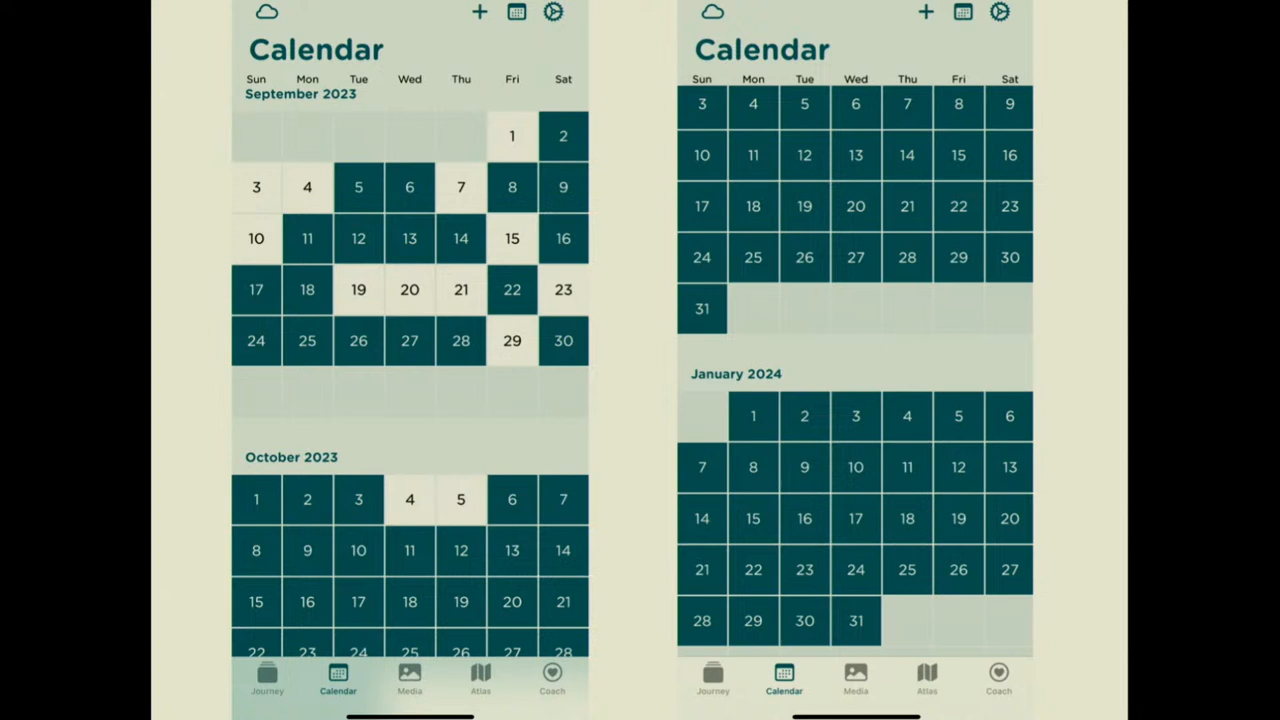 Calendar
Sun Mon Tue Wed Thu Fri Sat
September 2023
1 2
3 4 5 6 7 8 9
10 11 12 13 14 15 16
17 18 19 20 21 22 23
24 25 26 27 28 29 30
October 2023
1 2 3 4 5 6 7
8 9 10 11 12 13 14
15 16 17 18 19 20 21
22 23 24 25 26 27 28
Journey Calendar Media Atlas Coach
Calendar
Sun Mon Tue Wed Thu Fri Sat
3 4 5 6 7 8 9
10 11 12 13 14 15 16
17 18 19 20 21 22 23
24 25 26 27 28 29 30
31
January 2024
1 2 3 4 5 6
7 8 9 10 11 12 13
14 15 16 17 18 19 20
21 22 23 24 25 26 27
28 29 30 31
Journey Calendar Media Atlas Coach